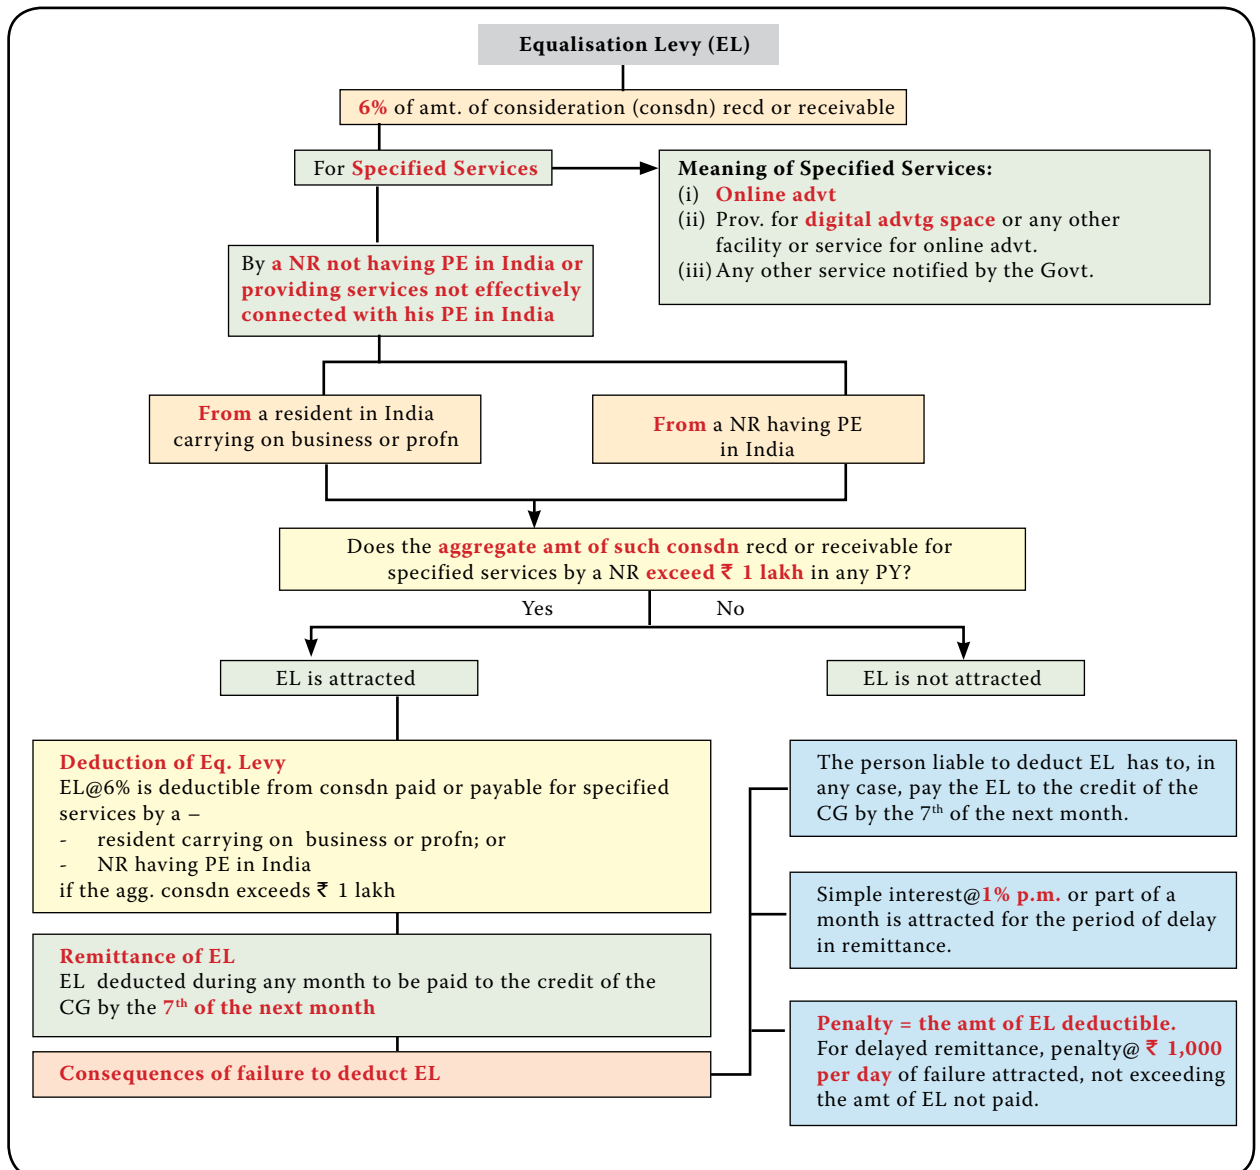 Equalisation Levy (EL)
6% of amt. of consideration (consdn) recd or receivable
For Specified Services
Meaning of Specified Services:
(i) Online advt
(ii) Prov. for digital advtg space or any other
facility or service for online advt.
(iii) Any other service notified by the Govt.
By a NR not having PE in India or
providing services not effectively
connected with his PE in India
From a resident in India
carrying on business or profn
From a NR having PE
in India
Does the aggregate amt of such consdn recd or receivable for
specified services by a NR exceed ₹ 1 lakh in any PY?
Yes
No
EL is attracted
EL is not attracted
Deduction of Eq. Levy
EL@6% is deductible from consdn paid or payable for specified
services by a –
- resident carrying on business or profn; or
- NR having PE in India
if the agg. consdn exceeds ₹ 1 lakh
Remittance of EL
EL deducted during any month to be paid to the credit of the
CG by the 7th of the next month
Consequences of failure to deduct EL
The person liable to deduct EL has to, in
any case, pay the EL to the credit of the
CG by the 7th of the next month.
Simple interest@1% p.m. or part of a
month is attracted for the period of delay
in remittance.
Penalty = the amt of EL deductible.
For delayed remittance, penalty@ ₹ 1,000
per day of failure attracted, not exceeding
the amt of EL not paid.